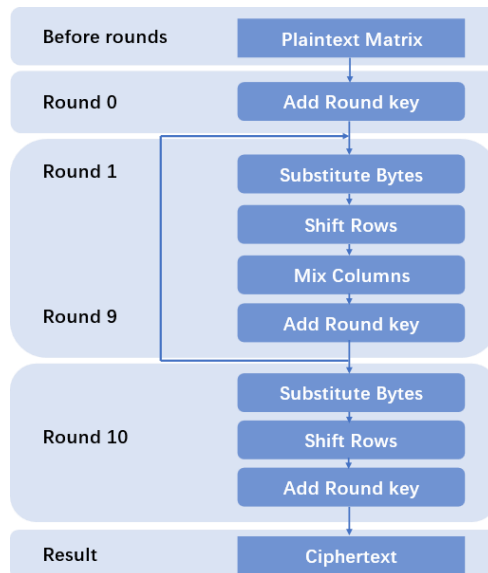 Before rounds
Plaintext Matrix
Round 0
Add Round key
Round 1
Substitute Bytes
Shift Rows
Mix Columns
Round 9
Add Round key
Substitute Bytes
Round 10
Shift Rows
Add Round key
Result
Ciphertext